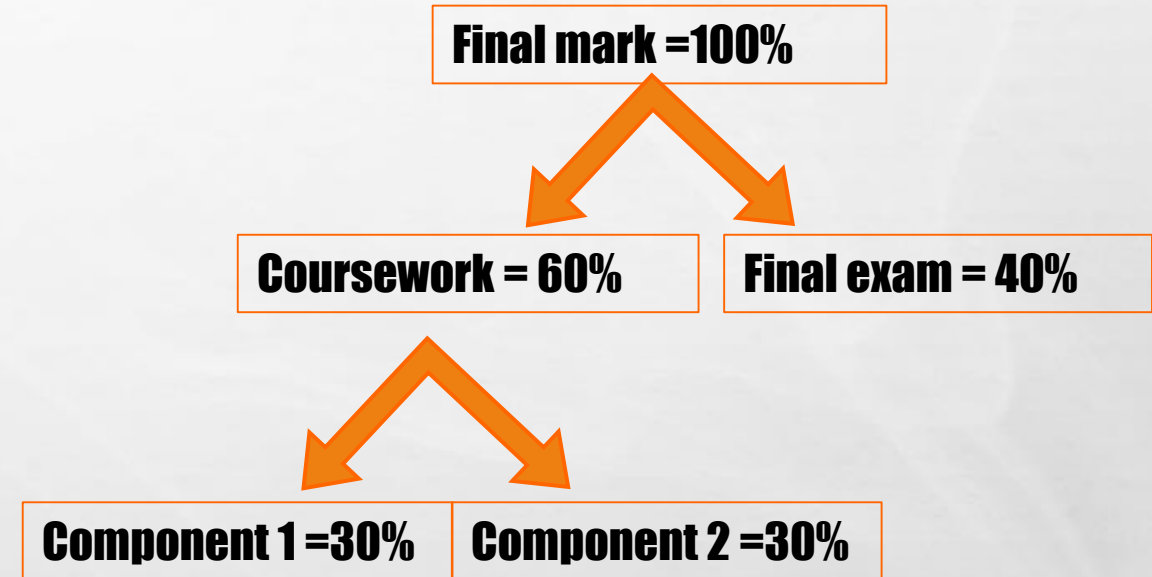 Final mark =100%
Coursework = 60%
Final exam = 40%
Component 1 =30%
Component 2 =30%